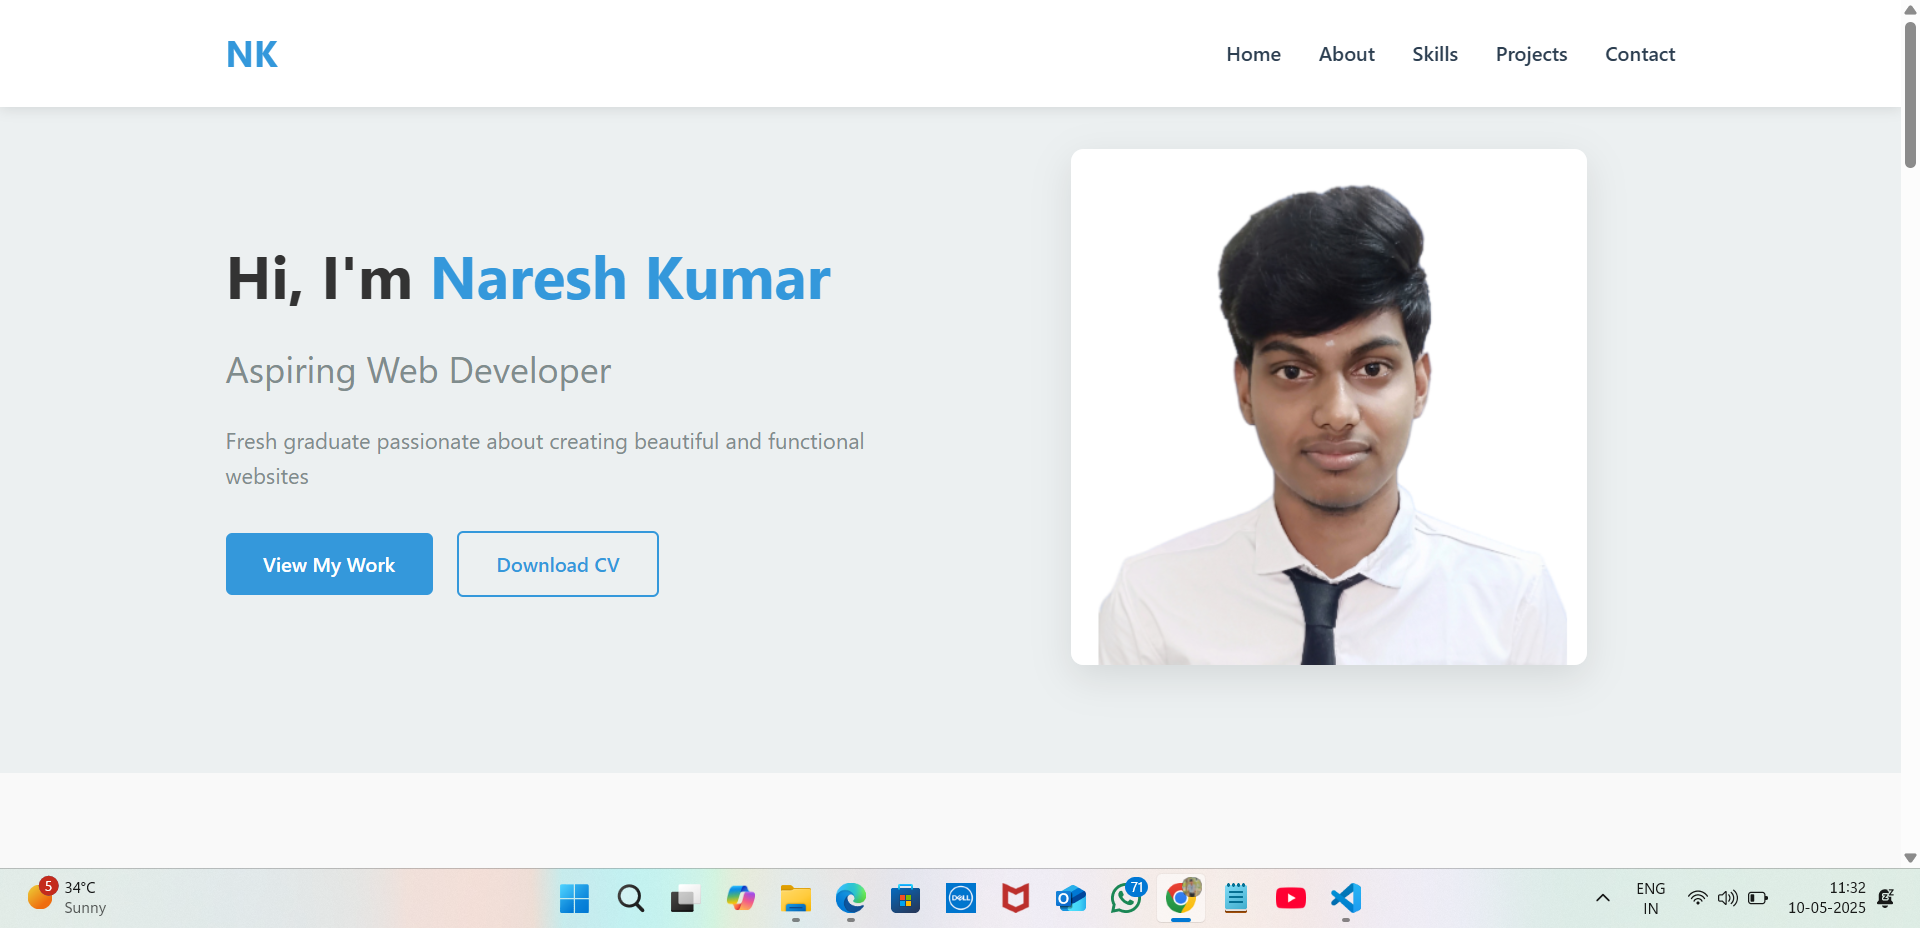 NK
Home About Skills Projects Contact
Hi, I'm Naresh Kumar
Aspiring Web Developer
Fresh graduate passionate about creating beautiful and functional
websites
View My Work Download CV
5
34°C
Sunny
DELL
71
ENG
IN
11:32
10-05-2025